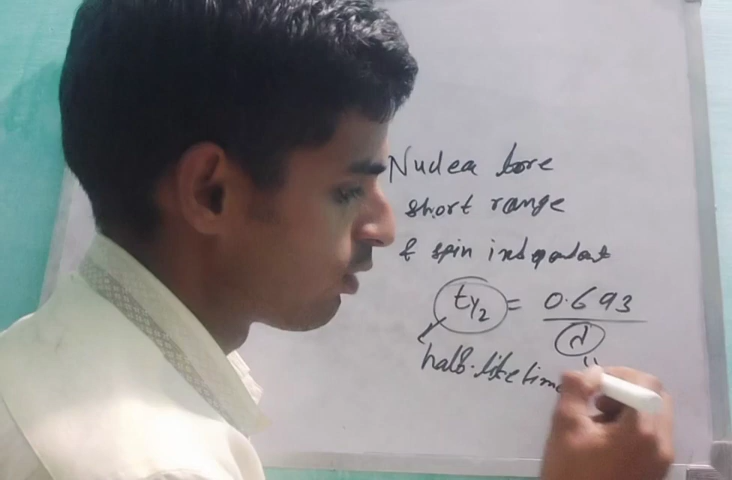 Nuclea force
short range
& spin independent
t1/2 = 0.693
λ
half-life time